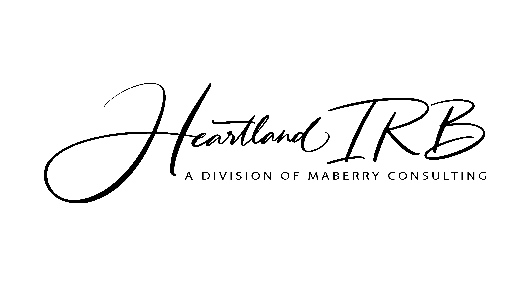 Heartland IRB
A DIVISION OF MABERRY CONSULTING